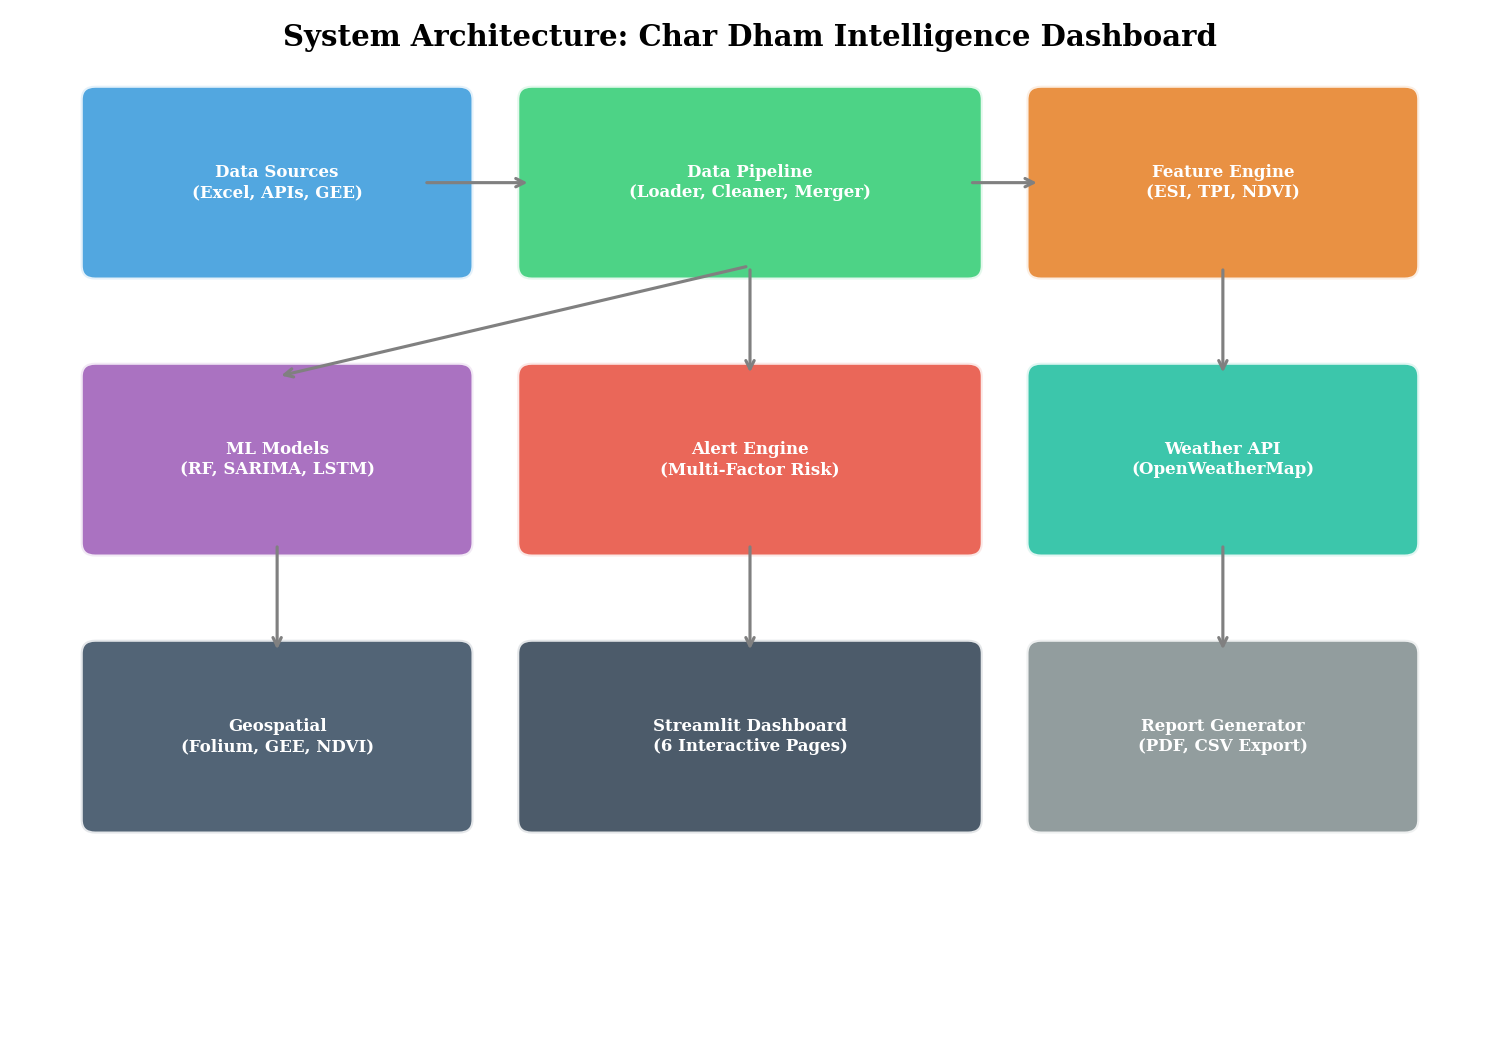 System Architecture: Char Dham Intelligence Dashboard
Data Sources
(Excel, APIs, GEE)
Data Pipeline
(Loader, Cleaner, Merger)
Feature Engine
(ESI, TPI, NDVI)
ML Models
(RF, SARIMA, LSTM)
Alert Engine
(Multi-Factor Risk)
Weather API
(OpenWeatherMap)
Geospatial
(Folium, GEE, NDVI)
Streamlit Dashboard
(6 Interactive Pages)
Report Generator
(PDF, CSV Export)